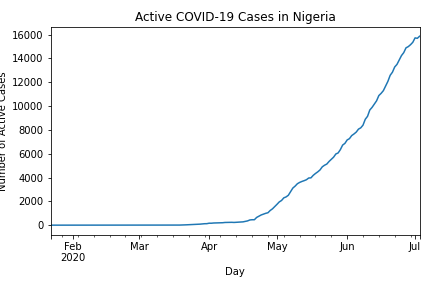 Active COVID-19 Cases in Nigeria
Number of Active Cases
16000
14000
12000
10000
8000
6000
4000
2000
0
Feb Mar Apr May Jun Jul
2020
Day